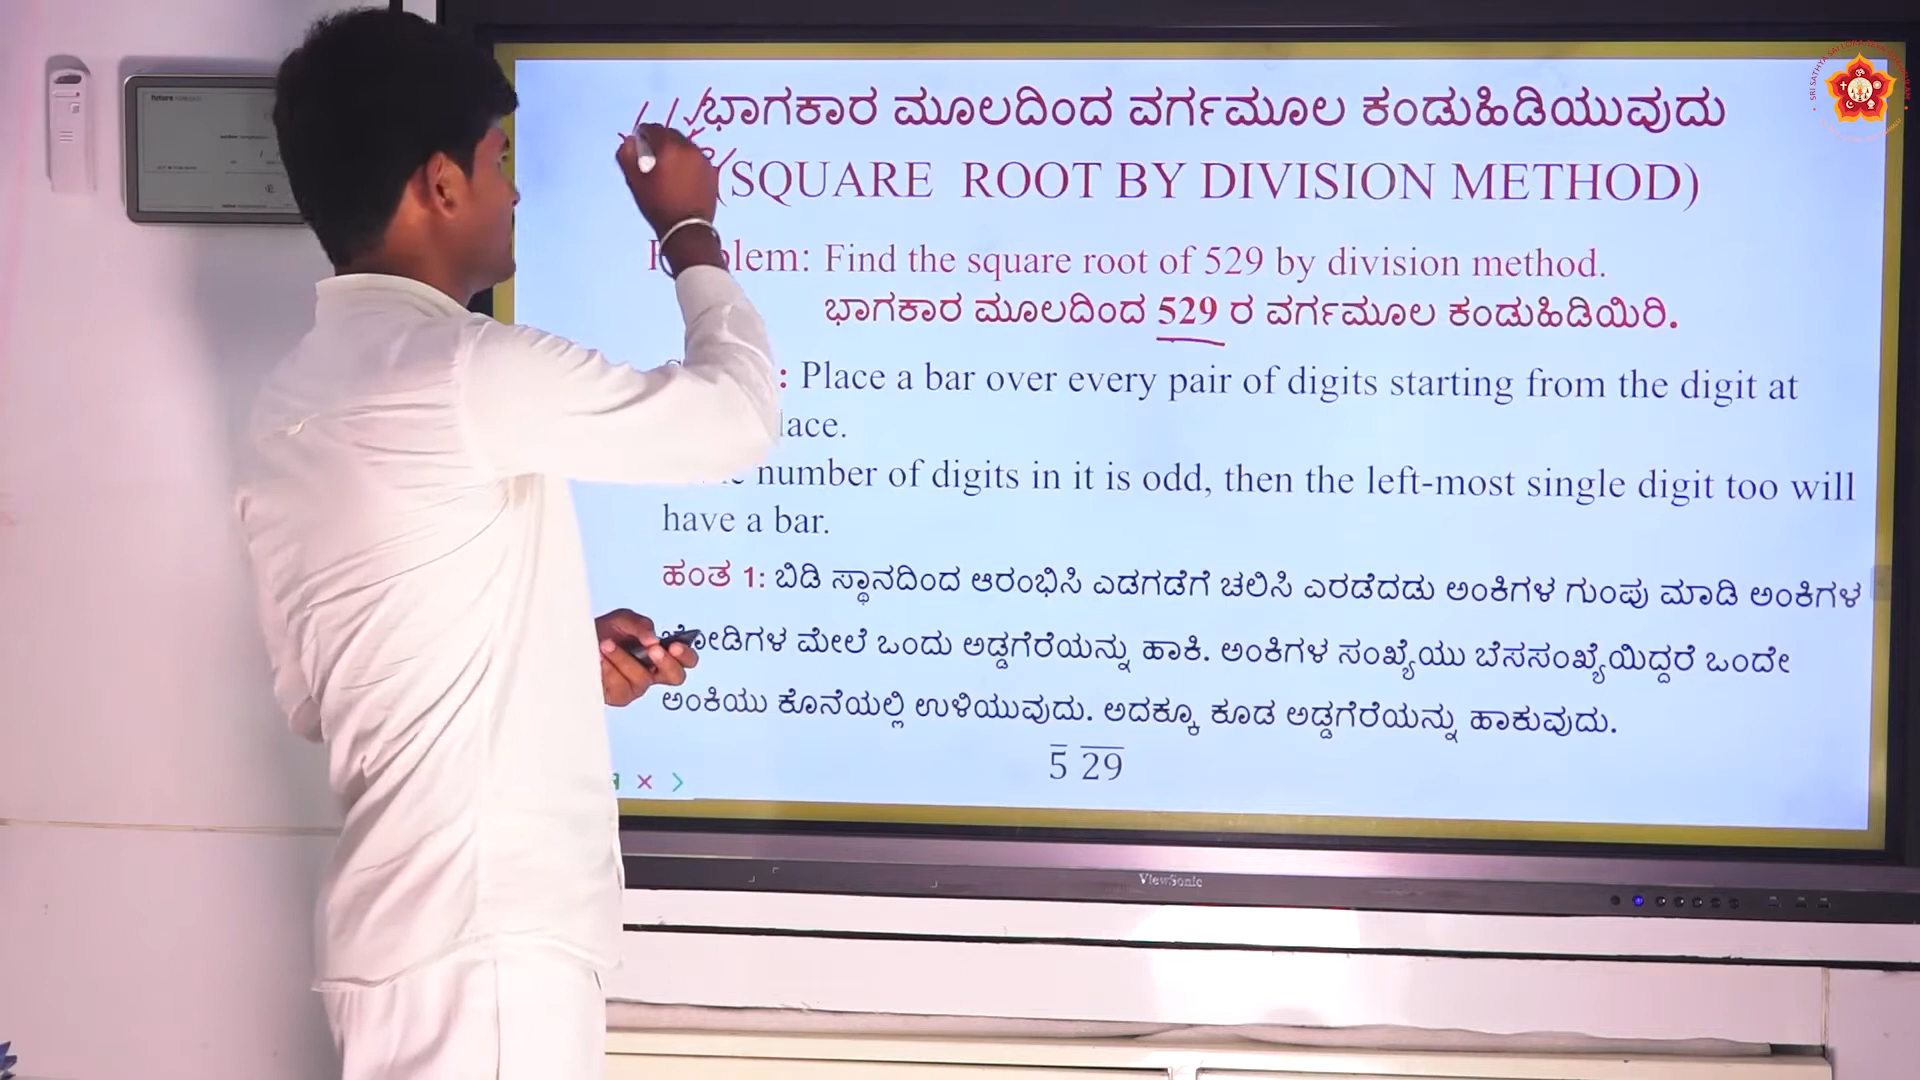 ಭಾಗಕಾರ ಮೂಲದಿಂದ ವರ್ಗಮೂಲ ಕಂಡುಹಿಡಿಯುವುದು
(SQUARE ROOT BY DIVISION METHOD)
Find the square root of 529 by division method.
ಭಾಗಕಾರ ಮೂಲದಿಂದ 529 ರ ವರ್ಗಮೂಲ ಕಂಡುಹಿಡಿಯಿರಿ.
: Place a bar over every pair of digits starting from the digit at
number of digits in it is odd, then the left-most single digit too will
have a bar.
ಹಂತ 1: ಬಿಡಿ ಸ್ಥಾನದಿಂದ ಆರಂಭಿಸಿ ಎಡಗಡೆಗೆ ಚಲಿಸಿ ಎರಡೆದಡು ಅಂಕಿಗಳ ಗುಂಪು ಮಾಡಿ ಅಂಕಿಗಳ
ಮೇಲೆ ಒಂದು ಅಡ್ಡಗೆರೆಯನ್ನು ಹಾಕಿ. ಅಂಕಿಗಳ ಸಂಖ್ಯೆಯು ಬೆಸಸಂಖ್ಯೆಯಿದ್ದರೆ ಒಂದೇ
ಅಂಕಿಯು ಕೊನೆಯಲ್ಲಿ ಉಳಿಯುವುದು. ಅದಕ್ಕೂ ಕೂಡ ಅಡ್ಡಗೆರೆಯನ್ನು ಹಾಕುವುದು.
5̅ 2̅9̅
ViewSonic